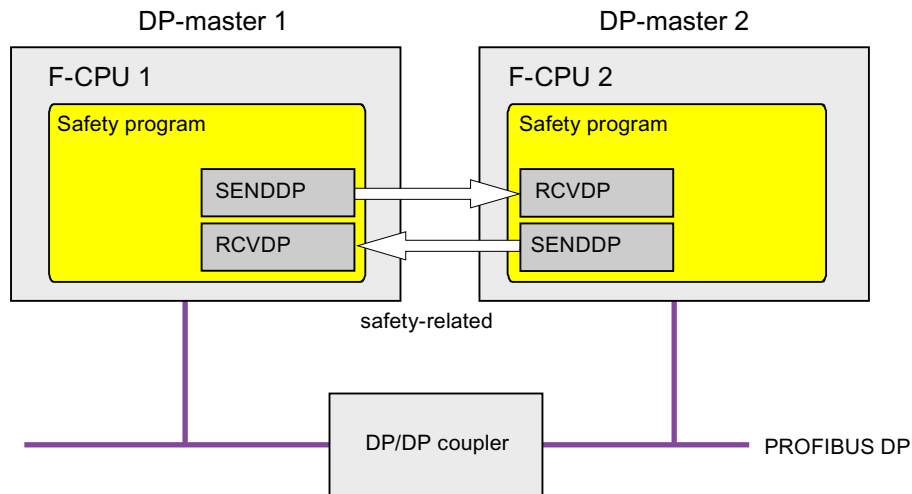 DP-master 1
DP-master 2
F-CPU 1
F-CPU 2
Safety program
Safety program
SENDDP
RCVDP
RCVDP
SENDDP
safety-related
DP/DP coupler
PROFIBUS DP